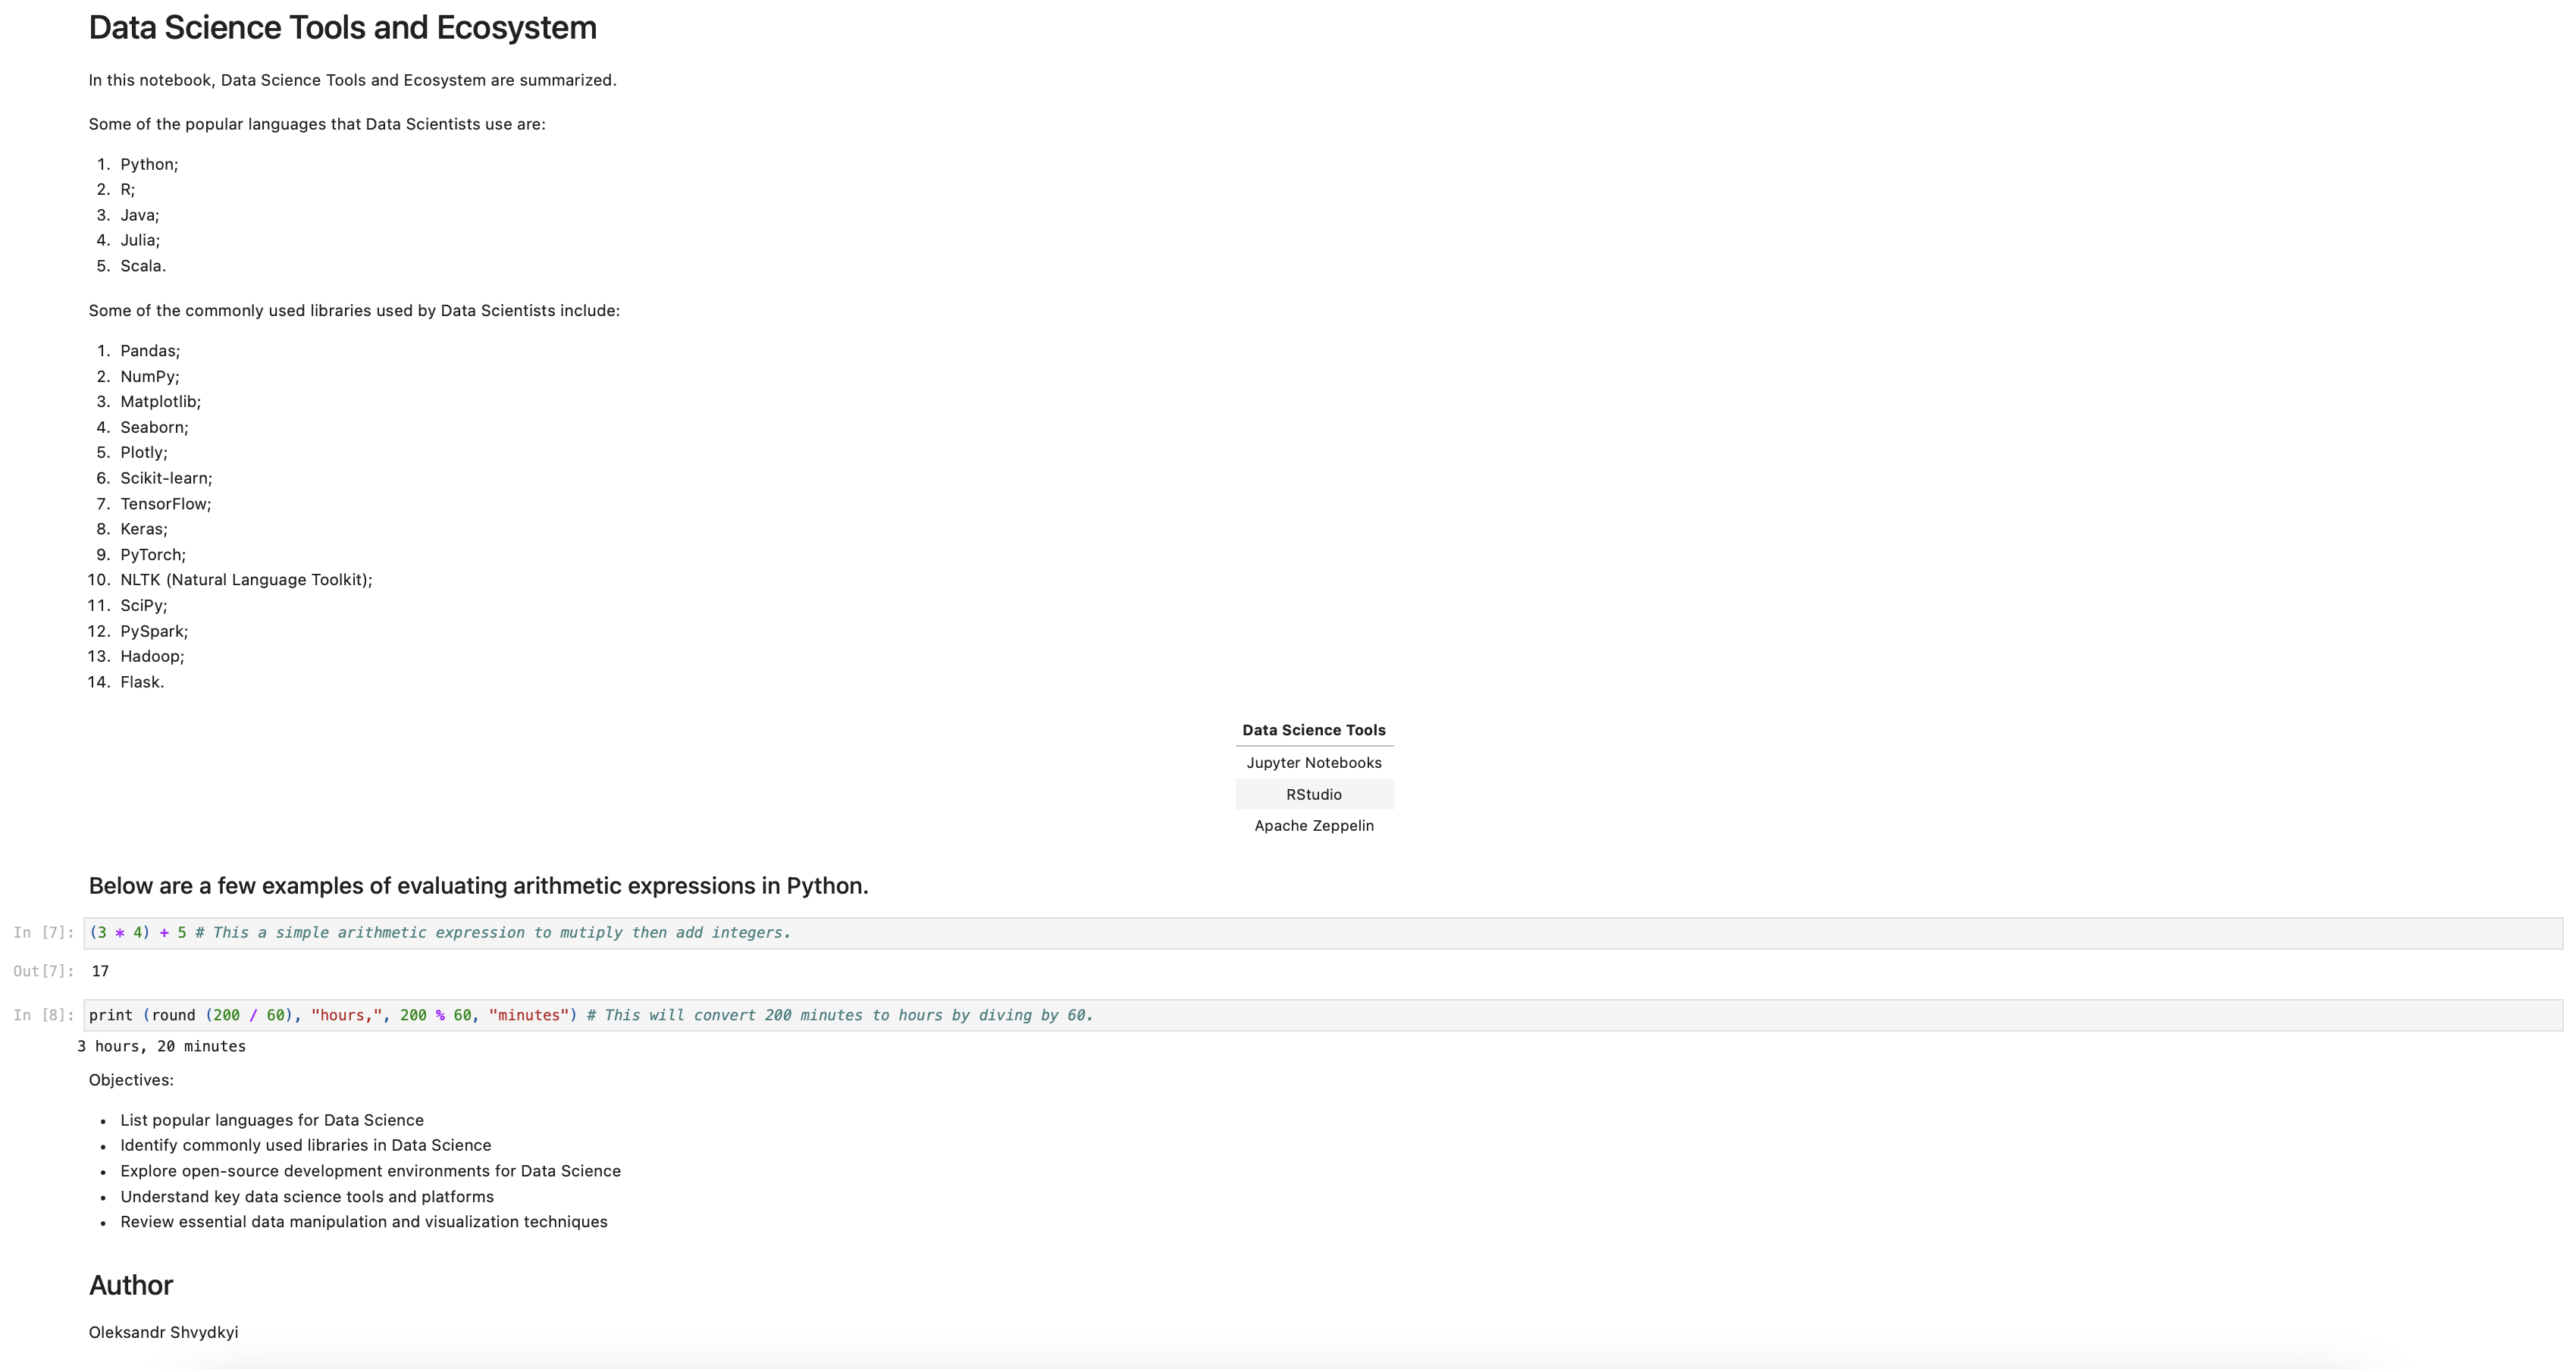 Data Science Tools and Ecosystem
In this notebook, Data Science Tools and Ecosystem are summarized.
Some of the popular languages that Data Scientists use are:
1. Python;
2. R;
3. Java;
4. Julia;
5. Scala.
Some of the commonly used libraries used by Data Scientists include:
1. Pandas;
2. NumPy;
3. Matplotlib;
4. Seaborn;
5. Plotly;
6. Scikit-learn;
7. TensorFlow;
8. Keras;
9. PyTorch;
10. NLTK (Natural Language Toolkit);
11. SciPy;
12. PySpark;
13. Hadoop;
14. Flask.
Data Science Tools
Jupyter Notebooks
RStudio
Apache Zeppelin
Below are a few examples of evaluating arithmetic expressions in Python.
In [7]: (3 * 4) + 5 # This a simple arithmetic expression to mutiply then add integers.
Out[7]: 17
In [8]: print (round (200 / 60), "hours,", 200 % 60, "minutes") # This will convert 200 minutes to hours by diving by 60.
3 hours, 20 minutes
Objectives:
• List popular languages for Data Science
• Identify commonly used libraries in Data Science
• Explore open-source development environments for Data Science
• Understand key data science tools and platforms
• Review essential data manipulation and visualization techniques
Author
Oleksandr Shvydkyi